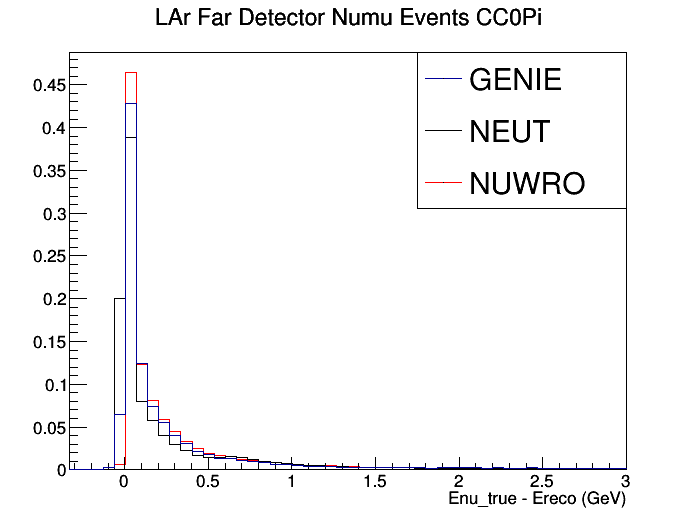 LAr Far Detector Numu Events CC0Pi
GENIE
NEUT
NUWRO
0.45
0.4
0.35
0.3
0.25
0.2
0.15
0.1
0.05
0
0 0.5 1 1.5 2 2.5 3
Enu_true - Ereco (GeV)